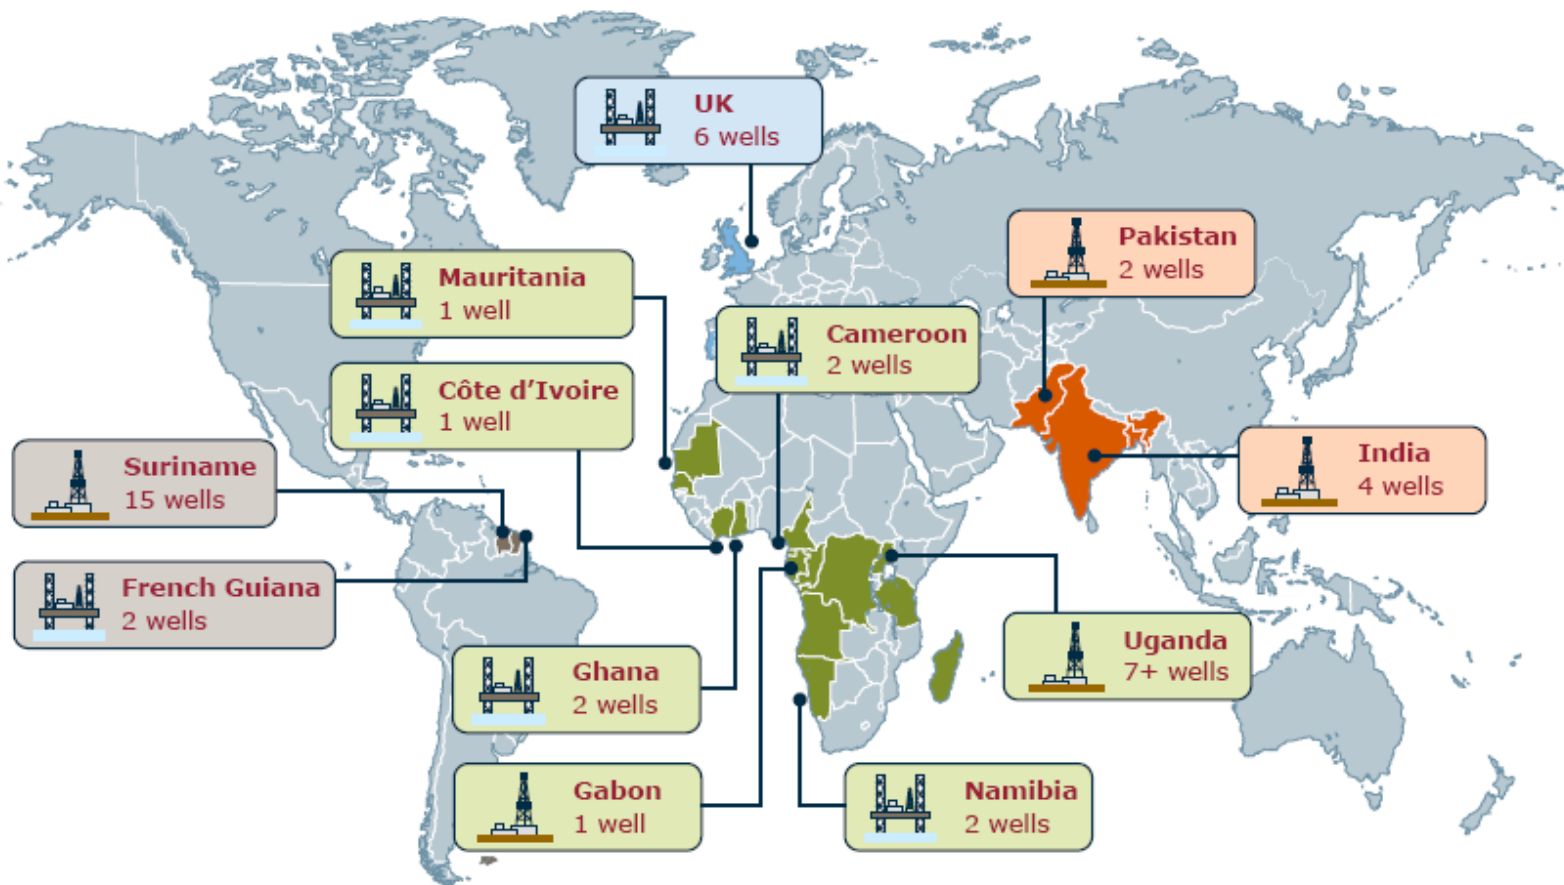 UK
6 wells
Pakistan
2 wells
Mauritania
1 well
Cameroon
2 wells
Côte d’Ivoire
1 well
Suriname
15 wells
India
4 wells
French Guiana
2 wells
Ghana
2 wells
Uganda
7+ wells
Gabon
1 well
Namibia
2 wells